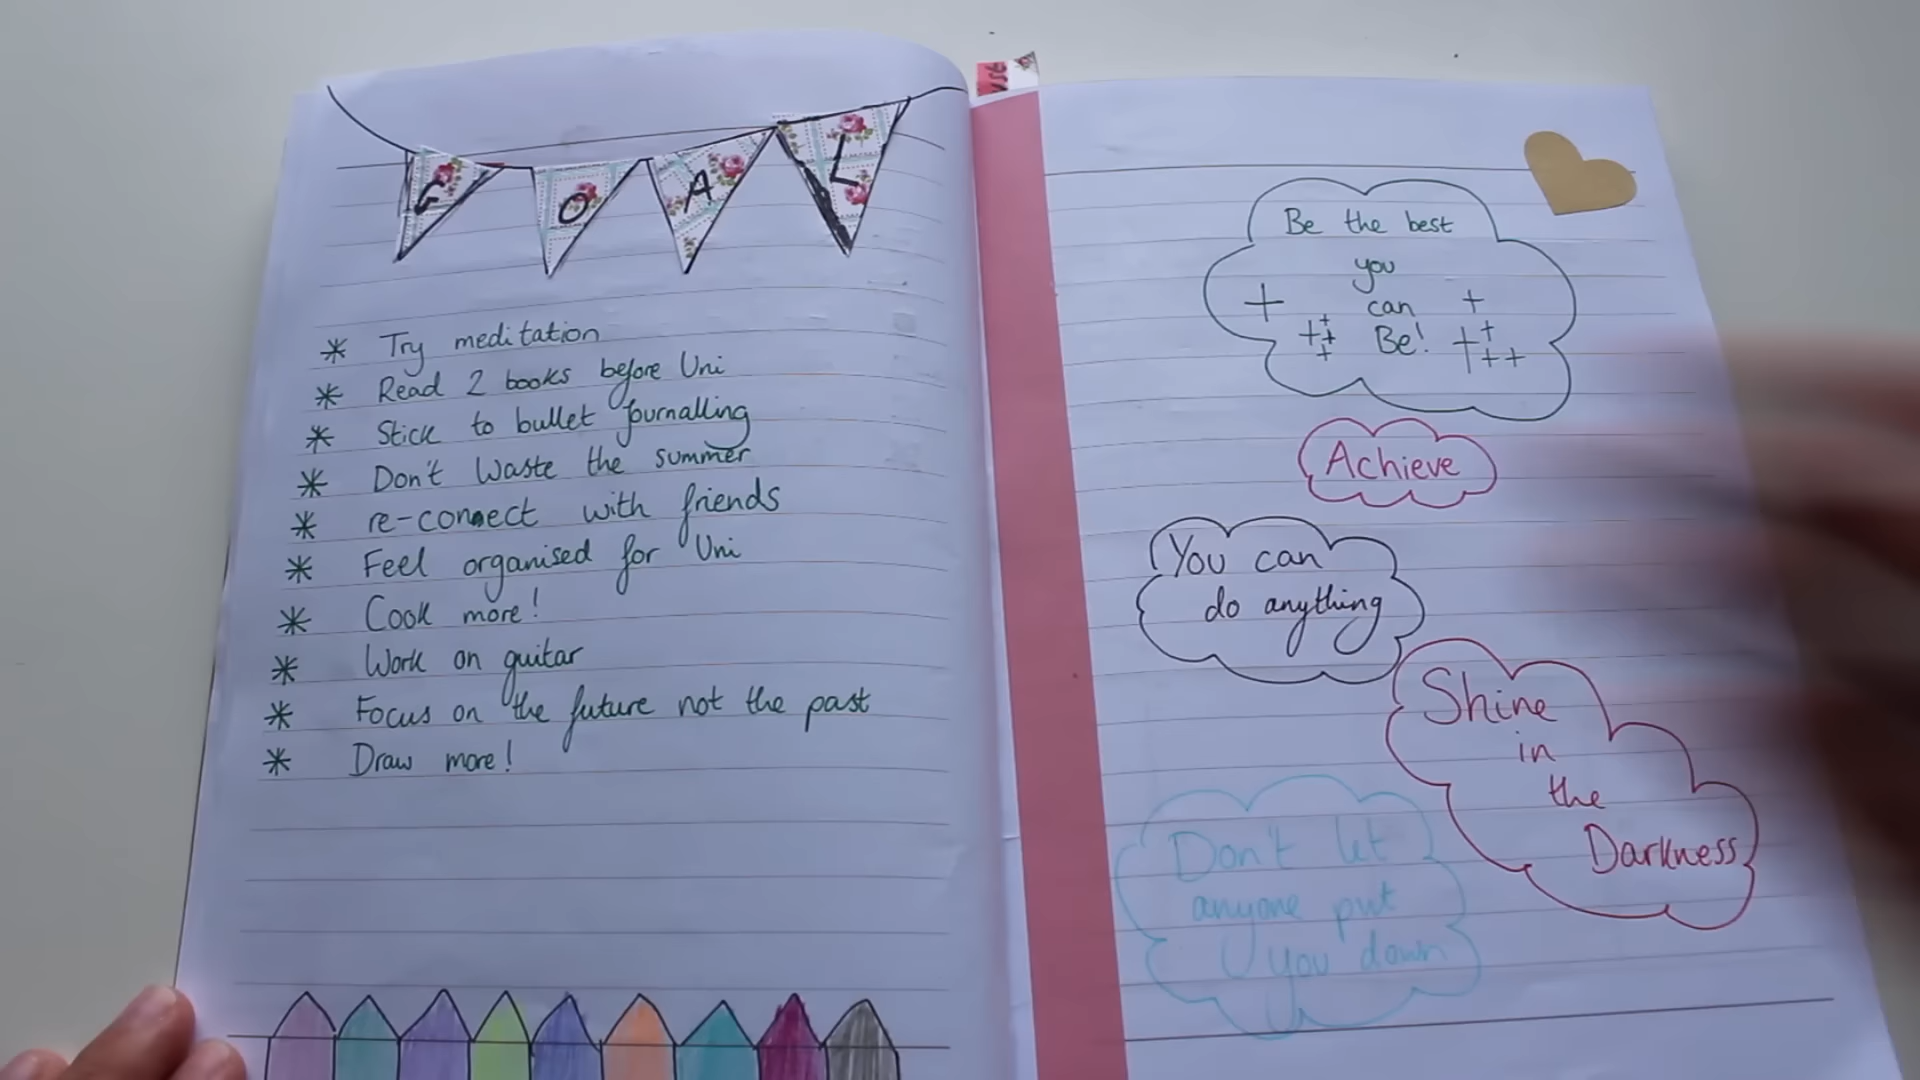 GOAL
* Try meditation
* Read 2 books before Uni
* Stick to bullet journalling
* Don't Waste the summer
* re-connect with friends
* Feel organised for Uni
* Cook more!
* Work on guitar
* Focus on the future not the past
* Draw more!
Be the best
you
can
Be!
Achieve
You can
do anything
Shine
in
the
Darkness
Don't let
anyone put
you down